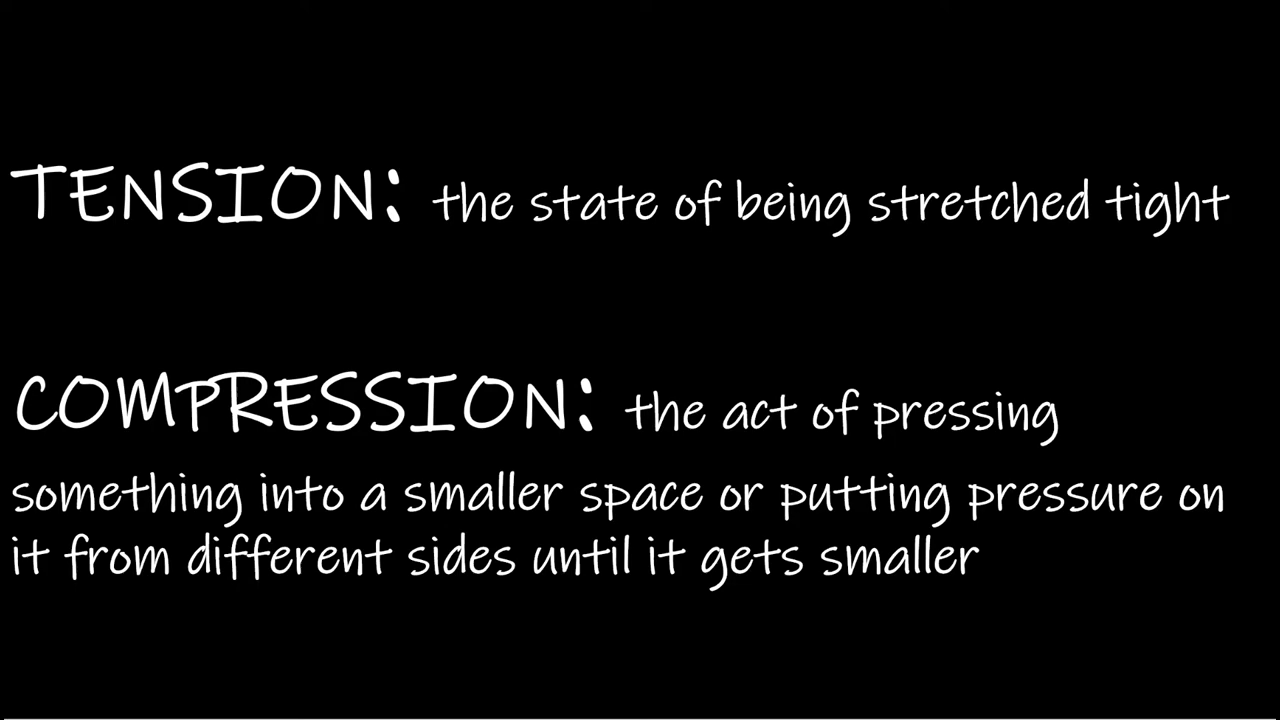 TENSION: the state of being stretched tight
COMPRESSION: the act of pressing
something into a smaller space or putting pressure on
it from different sides until it gets smaller